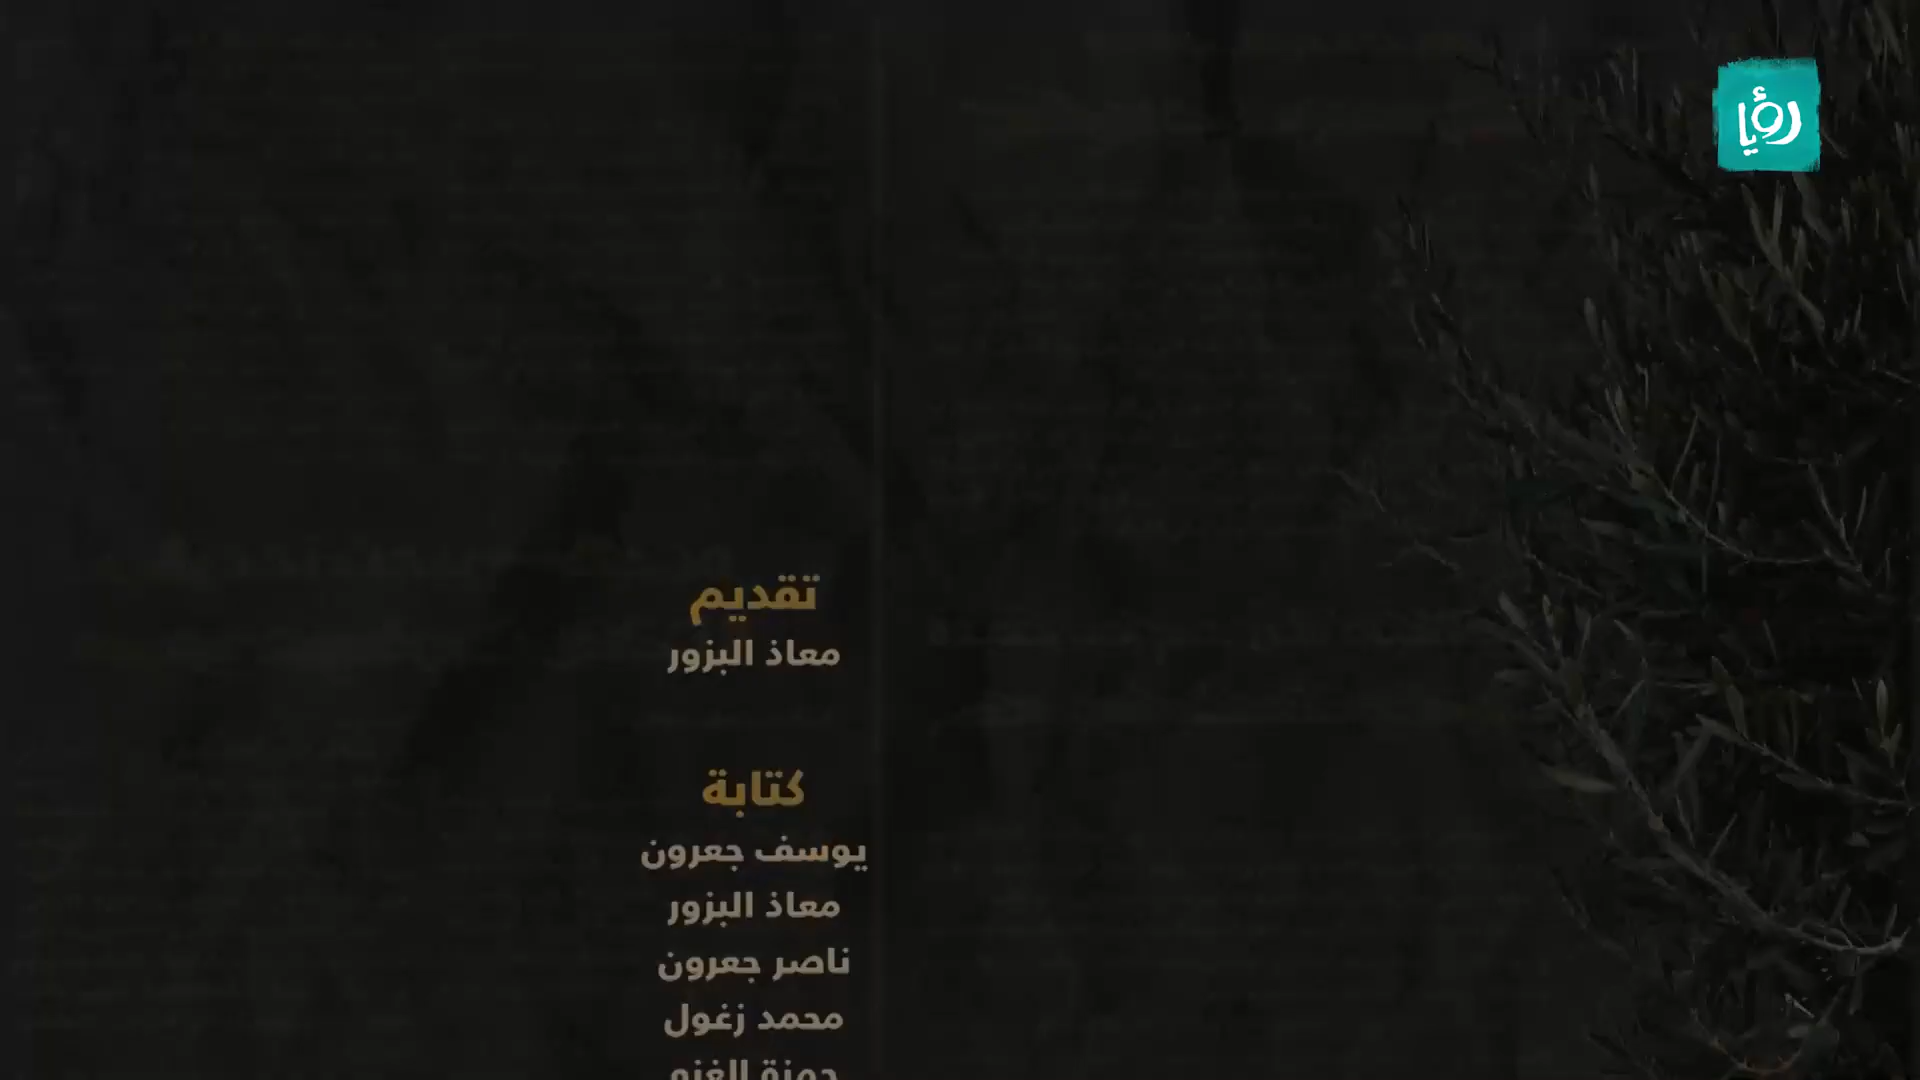 رؤيا
تقديم
معاذ البزور
كتابة
يوسف جعرون
معاذ البزور
ناصر جعرون
محمد زغول